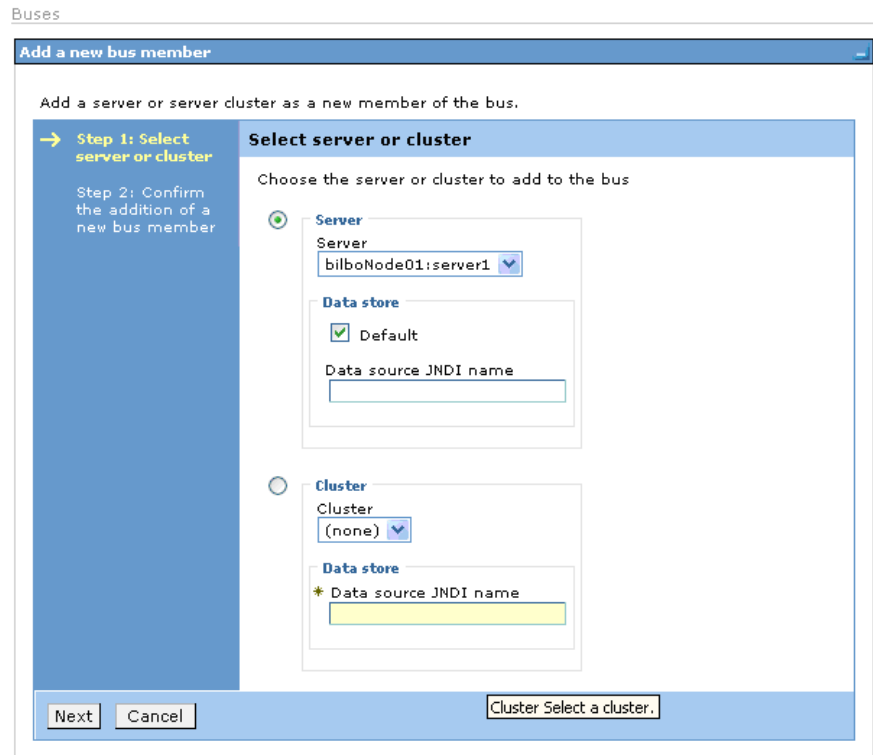 Buses
Add a new bus member
Add a server or server cluster as a new member of the bus.
Step 1: Select
server or cluster
Step 2: Confirm
the addition of a
new bus member
Select server or cluster
Choose the server or cluster to add to the bus
Server
Server
bilboNode01:server1
Data store
Default
Data source JNDI name
Cluster
Cluster
(none)
Data store
* Data source JNDI name
Next
Cancel
Cluster Select a cluster.